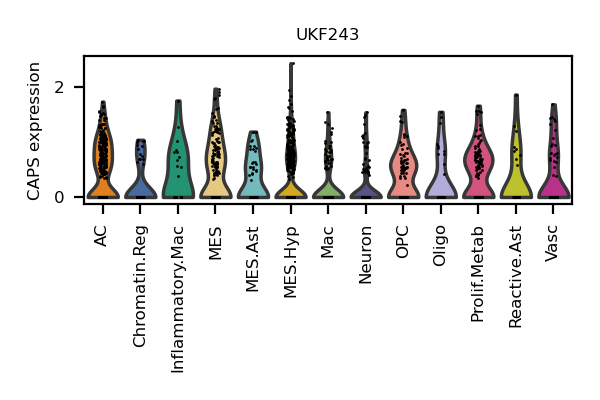 UKF243
CAPS expression
2
0
AC
Chromatin.Reg
Inflammatory.Mac
MES
MES.Ast
MES.Hyp
Mac
Neuron
OPC
Oligo
Prolif.Metab
Reactive.Ast
Vasc